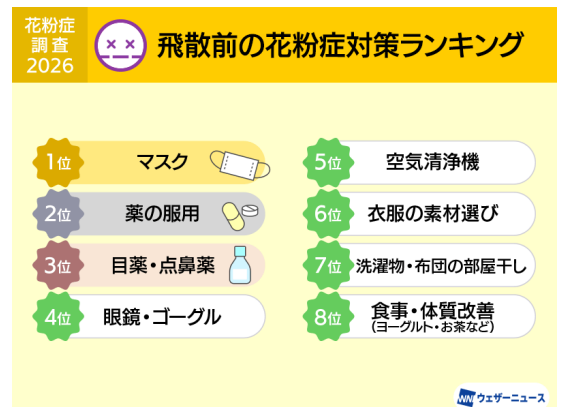 花粉症
調査
2026
飛散前の花粉症対策ランキング
1位 マスク
2位 薬の服用
3位 目薬・点鼻薬
4位 眼鏡・ゴーグル
5位 空気清浄機
6位 衣服の素材選び
7位 洗濯物・布団の部屋干し
8位 食事・体質改善
(ヨーグルト・お茶など)
WNI ウェザーニュース